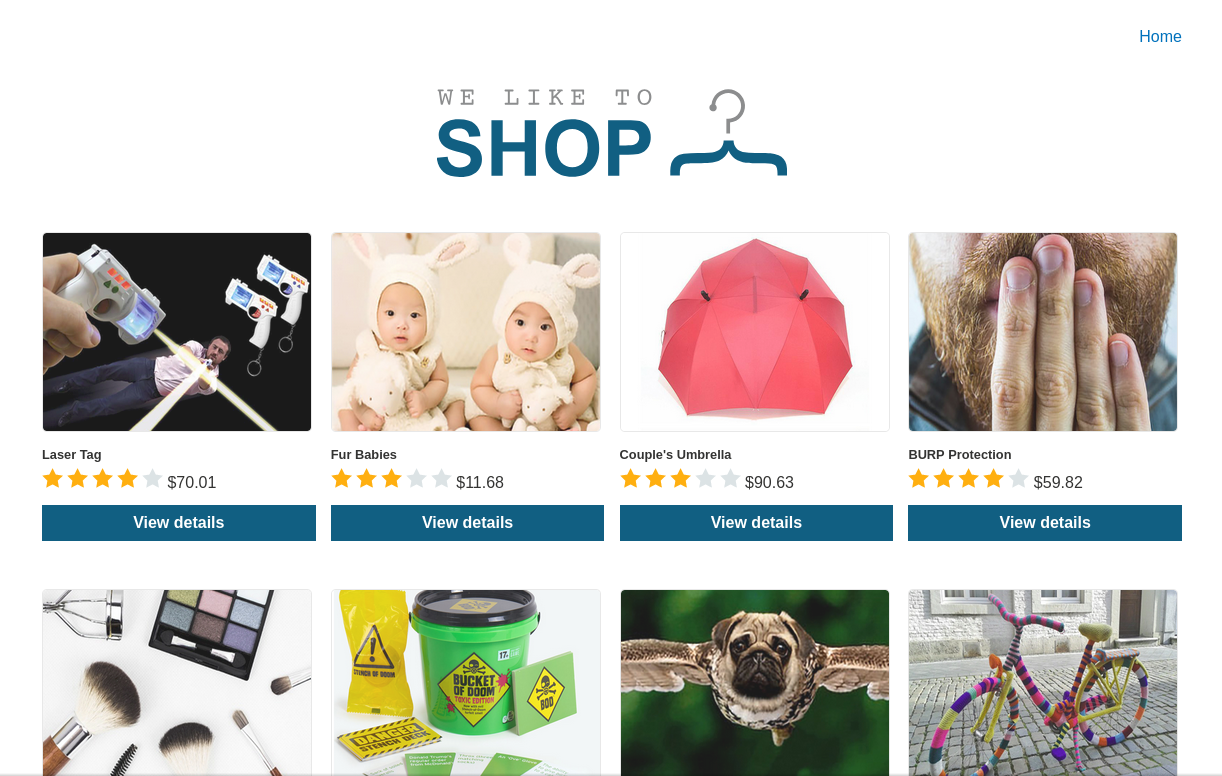 Home
WE LIKE TO
SHOP
Laser Tag
Fur Babies
Couple's Umbrella
BURP Protection
$70.01
$11.68
$90.63
$59.82
View details
View details
View details
View details
STENCH OF DOOM
17+
BUCKET
OF DOOM
TOXIC EDITION
BOD
DANGER
STENCH DECK